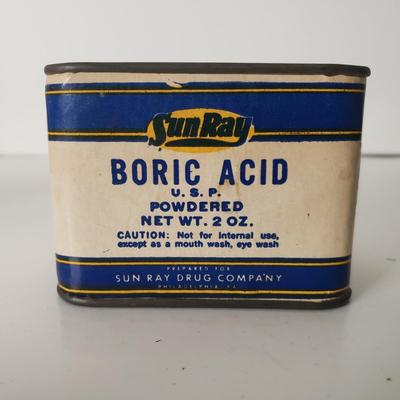 SunRay
BORIC ACID
U. S. P.
POWDERED
NET WT. 2 OZ.
CAUTION: Not for internal use,
except as a mouth wash, eye wash
PREPARED FOR
SUN RAY DRUG COMPANY
PHILADELPHIA, PA.